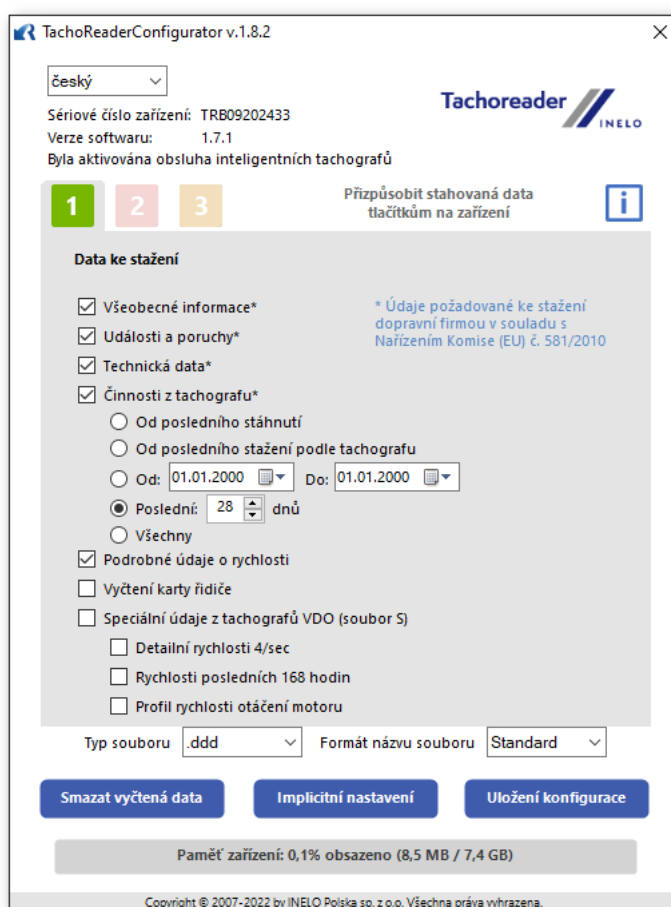 TachoReaderConfigurator v.1.8.2
český
Tachoreader
INELO
Sériové číslo zařízení: TRB09202433
Verze softwaru: 1.7.1
Byla aktivována obsluha inteligentních tachografů
1 2 3
Přizpůsobit stahovaná data
tlačítkům na zařízení
i
Data ke stažení
Všeobecné informace*
* Údaje požadované ke stažení
dopravní firmou v souladu s
Nařízením Komise (EU) č. 581/2010
Události a poruchy*
Technická data*
Činnosti z tachografu*
Od posledního stáhnutí
Od posledního stažení podle tachografu
Od: 01.01.2000 Do: 01.01.2000
Poslední: 28 dnů
Všechny
Podrobné údaje o rychlosti
Vyčtení karty řidiče
Speciální údaje z tachografů VDO (soubor S)
Detailní rychlosti 4/sec
Rychlosti posledních 168 hodin
Profil rychlosti otáčení motoru
Typ souboru .ddd Formát názvu souboru Standard
Smazat vyčtená data Implicitní nastavení Uložení konfigurace
Paměť zařízení: 0,1% obsazeno (8,5 MB / 7,4 GB)
Copyright © 2007-2022 by INELO Polska sp. z o.o. Všechna práva vyhrazena.